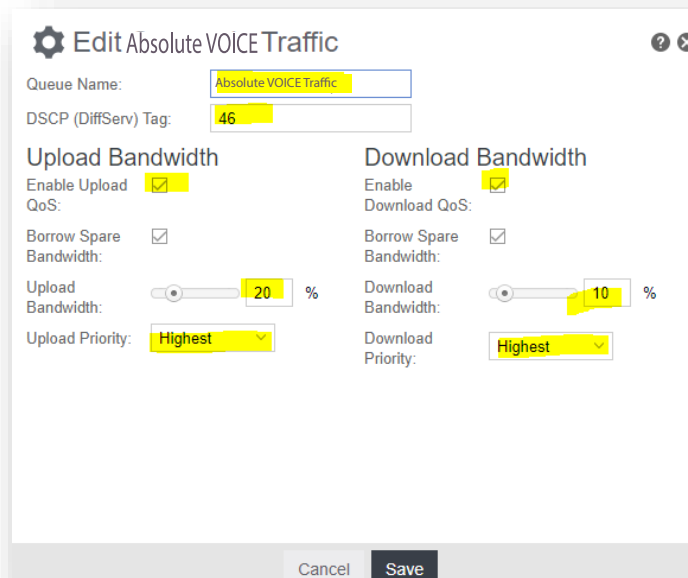 Edit Absolute VOICE Traffic
Queue Name: Absolute VOICE Traffic
DSCP (DiffServ) Tag: 46
Upload Bandwidth
Enable Upload
QoS:
Borrow Spare
Bandwidth:
Upload
Bandwidth: 20 %
Upload Priority: Highest
Download Bandwidth
Enable
Download QoS:
Borrow Spare
Bandwidth:
Download
Bandwidth: 10 %
Download
Priority: Highest
Cancel Save